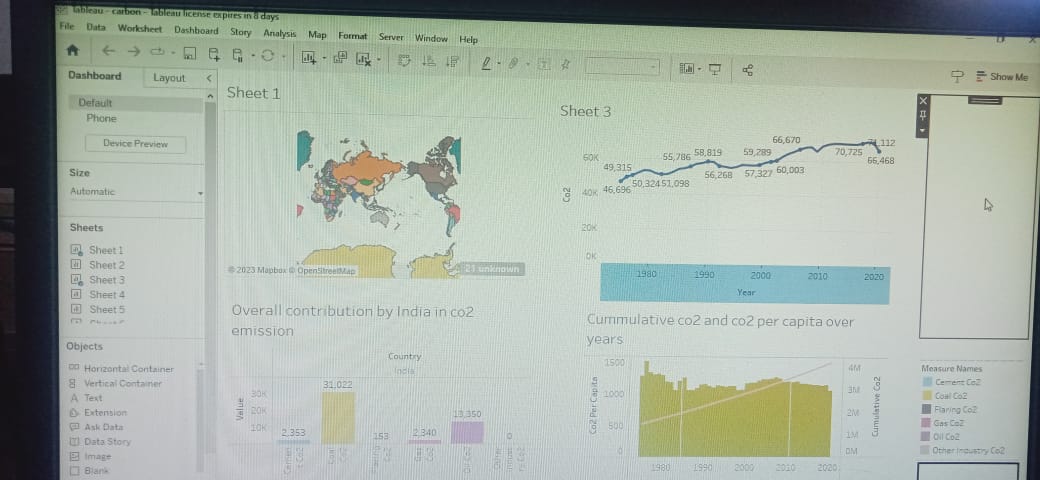 Tableau - carbon - Tableau license expires in 8 days
File Data Worksheet Dashboard Story Analysis Map Format Server Window Help
Show Me
Dashboard Layout
Default
Phone
Device Preview
Size
Automatic
Sheets
Sheet 1
Sheet 2
Sheet 3
Sheet 4
Sheet 5
Objects
Horizontal Container
Vertical Container
Text
Extension
Ask Data
Data Story
Image
Blank
Sheet 1
© 2023 Mapbox © OpenStreetMap
21 unknown
Sheet 3
Co2
60K
40K
20K
0K
49,315
46,696
50,324
51,098
55,786
58,819
56,268
59,289
57,327
66,670
60,003
70,725
66,468
1980 1990 2000 2010 2020
Year
Overall contribution by India in co2
emission
Country
India
Value
30K
20K
10K
2,353
31,022
153
2,340
13,350
0
Cummulative co2 and co2 per capita over
years
Co2 Per Capita
1500
1000
500
0
4M
3M
2M
1M
0M
Cumulative Co2
1980 1990 2000 2010 2020
Measure Names
Cement Co2
Coal Co2
Flaring Co2
Gas Co2
Oil Co2
Other Industry Co2